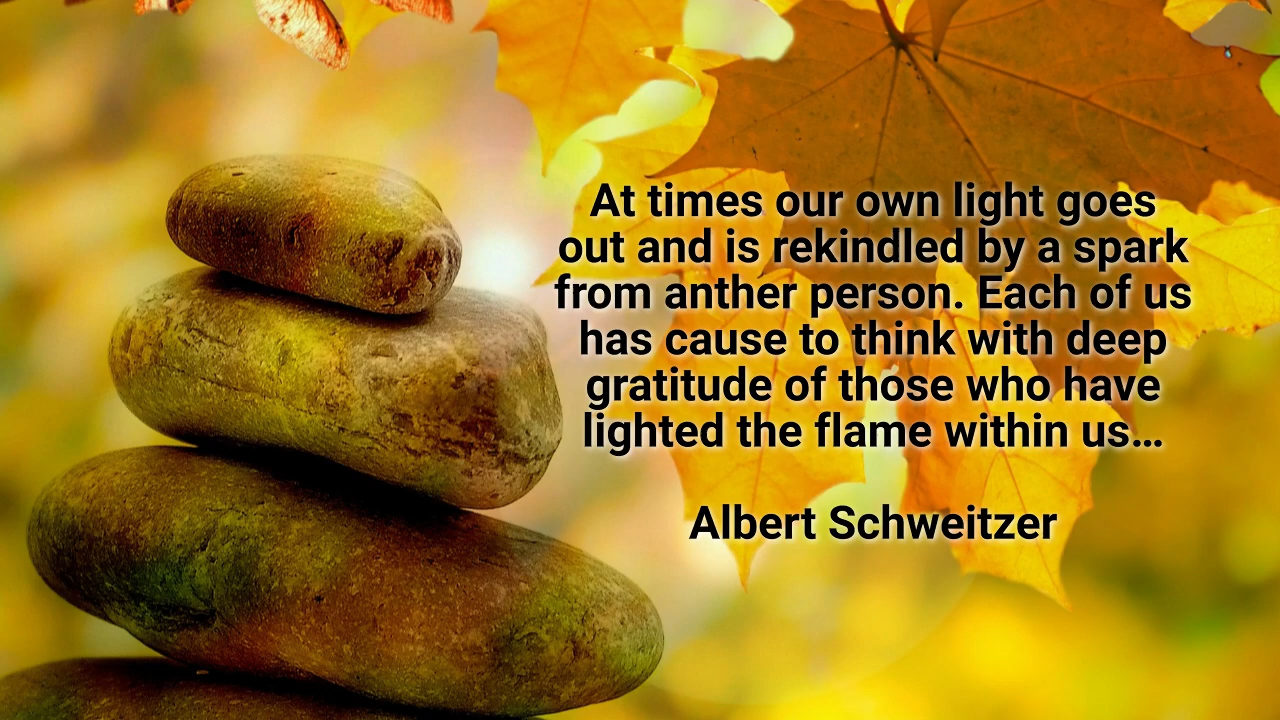 At times our own light goes
out and is rekindled by a spark
from anther person. Each of us
has cause to think with deep
gratitude of those who have
lighted the flame within us…
Albert Schweitzer